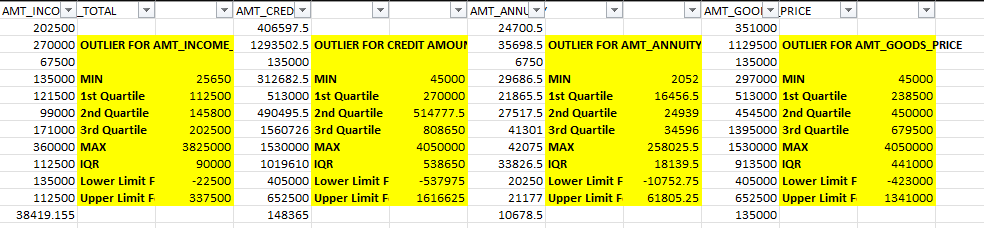 AMT_INCO _TOTAL AMT_CRED AMT_ANNU Y AMT_GOO _PRICE
202500 406597.5 24700.5 351000
270000 OUTLIER FOR AMT_INCOME_ 1293502.5 OUTLIER FOR CREDIT AMOUN 35698.5 OUTLIER FOR AMT_ANNUITY 1129500 OUTLIER FOR AMT_GOODS_PRICE
67500 135000 6750 135000
135000 MIN 25650 312682.5 MIN 45000 29686.5 MIN 2052 297000 MIN 45000
121500 1st Quartile 112500 513000 1st Quartile 270000 21865.5 1st Quartile 16456.5 513000 1st Quartile 238500
99000 2nd Quartile 145800 490495.5 2nd Quartile 514777.5 27517.5 2nd Quartile 24939 454500 2nd Quartile 450000
171000 3rd Quartile 202500 1560726 3rd Quartile 808650 41301 3rd Quartile 34596 1395000 3rd Quartile 679500
360000 MAX 3825000 1530000 MAX 4050000 42075 MAX 258025.5 1530000 MAX 4050000
112500 IQR 90000 1019610 IQR 538650 33826.5 IQR 18139.5 913500 IQR 441000
135000 Lower Limit F -22500 405000 Lower Limit F -537975 20250 Lower Limit F -10752.75 405000 Lower Limit F -423000
112500 Upper Limit F 337500 652500 Upper Limit F 1616625 21177 Upper Limit F 61805.25 652500 Upper Limit F 1341000
38419.155 148365 10678.5 135000